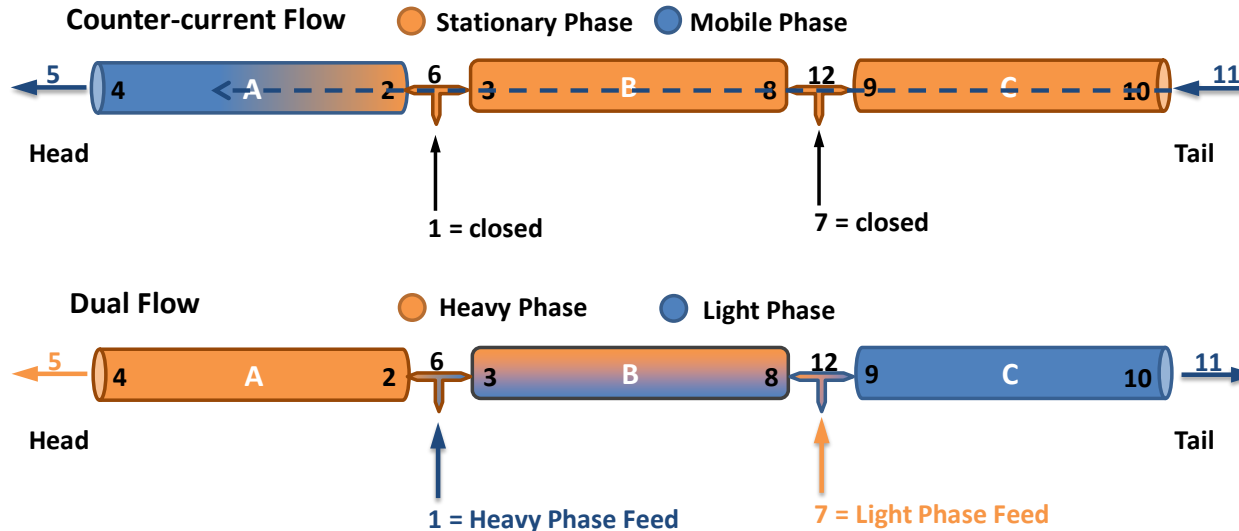 Counter-current Flow Stationary Phase Mobile Phase
5 4 A 2 6 3 B 8 12 9 C 10 11
Head Tail
1 = closed 7 = closed
Dual Flow Heavy Phase Light Phase
5 4 A 2 6 3 B 8 12 9 C 10 11
Head Tail
1 = Heavy Phase Feed 7 = Light Phase Feed